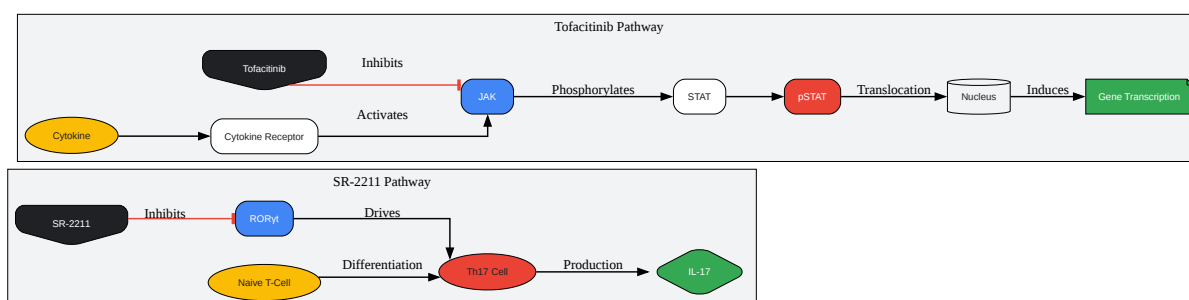 Tofacitinib Pathway
Tofacitinib
Inhibits
JAK
Phosphorylates
STAT
pSTAT
Translocation
Nucleus
Induces
Gene Transcription
Activates
Cytokine
Cytokine Receptor
SR-2211 Pathway
SR-2211
Inhibits
RORγt
Drives
Naive T-Cell
Differentiation
Th17 Cell
Production
IL-17